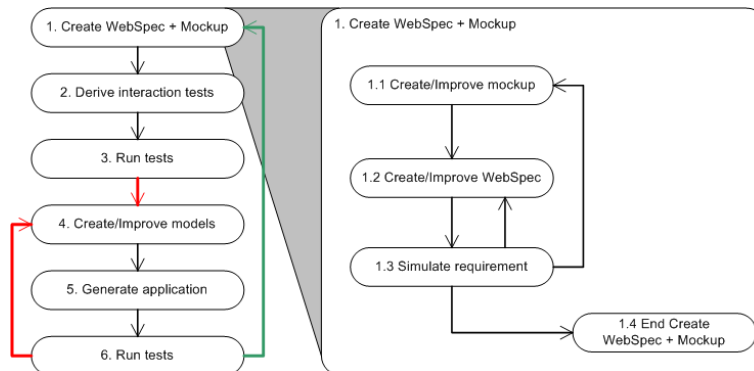 1. Create WebSpec + Mockup
2. Derive interaction tests
3. Run tests
4. Create/Improve models
5. Generate application
6. Run tests
1. Create WebSpec + Mockup
1.1 Create/Improve mockup
1.2 Create/Improve WebSpec
1.3 Simulate requirement
1.4 End Create
WebSpec + Mockup